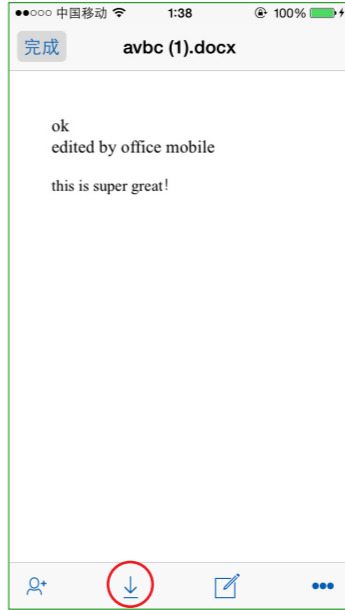 中国移动 1:38 100%
完成 avbc (1).docx
ok
edited by office mobile
this is super great!